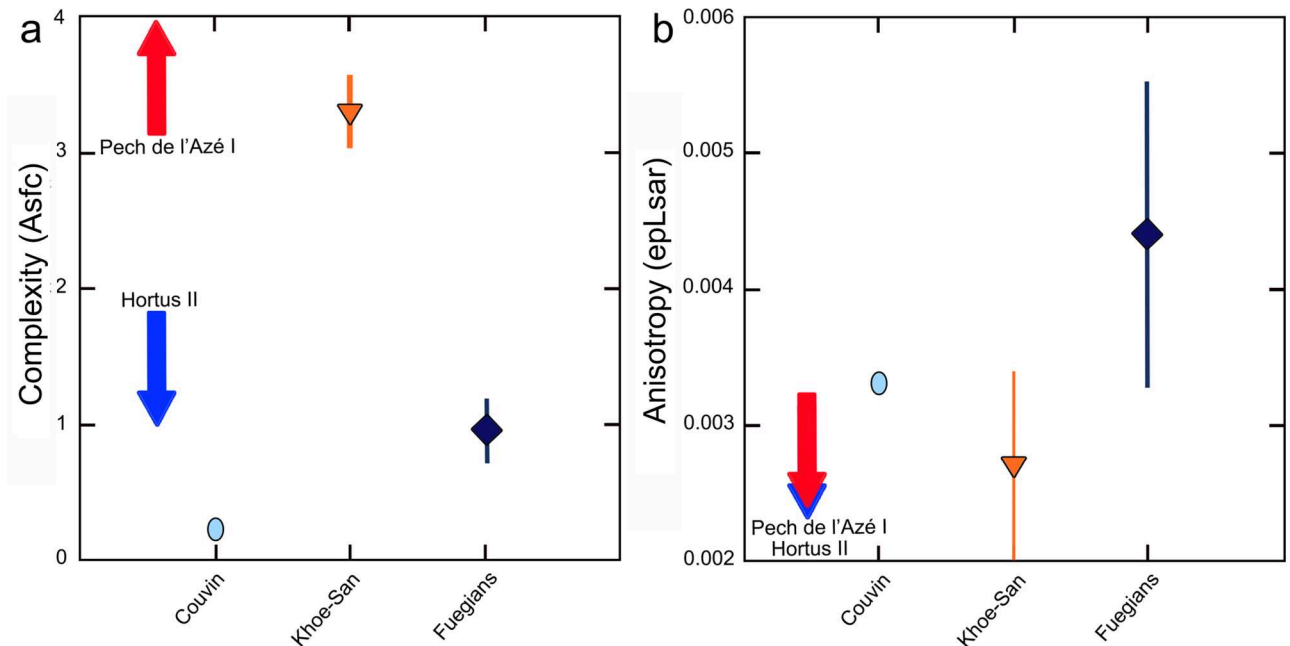 a
Complexity (Asfc)
4
3
2
1
0
Pech de l'Azé I
Hortus II
Couvin
Khoe-San
Fuegians
b
Anisotropy (epLsar)
0.006
0.005
0.004
0.003
0.002
Pech de l'Azé I
Hortus II
Couvin
Khoe-San
Fuegians